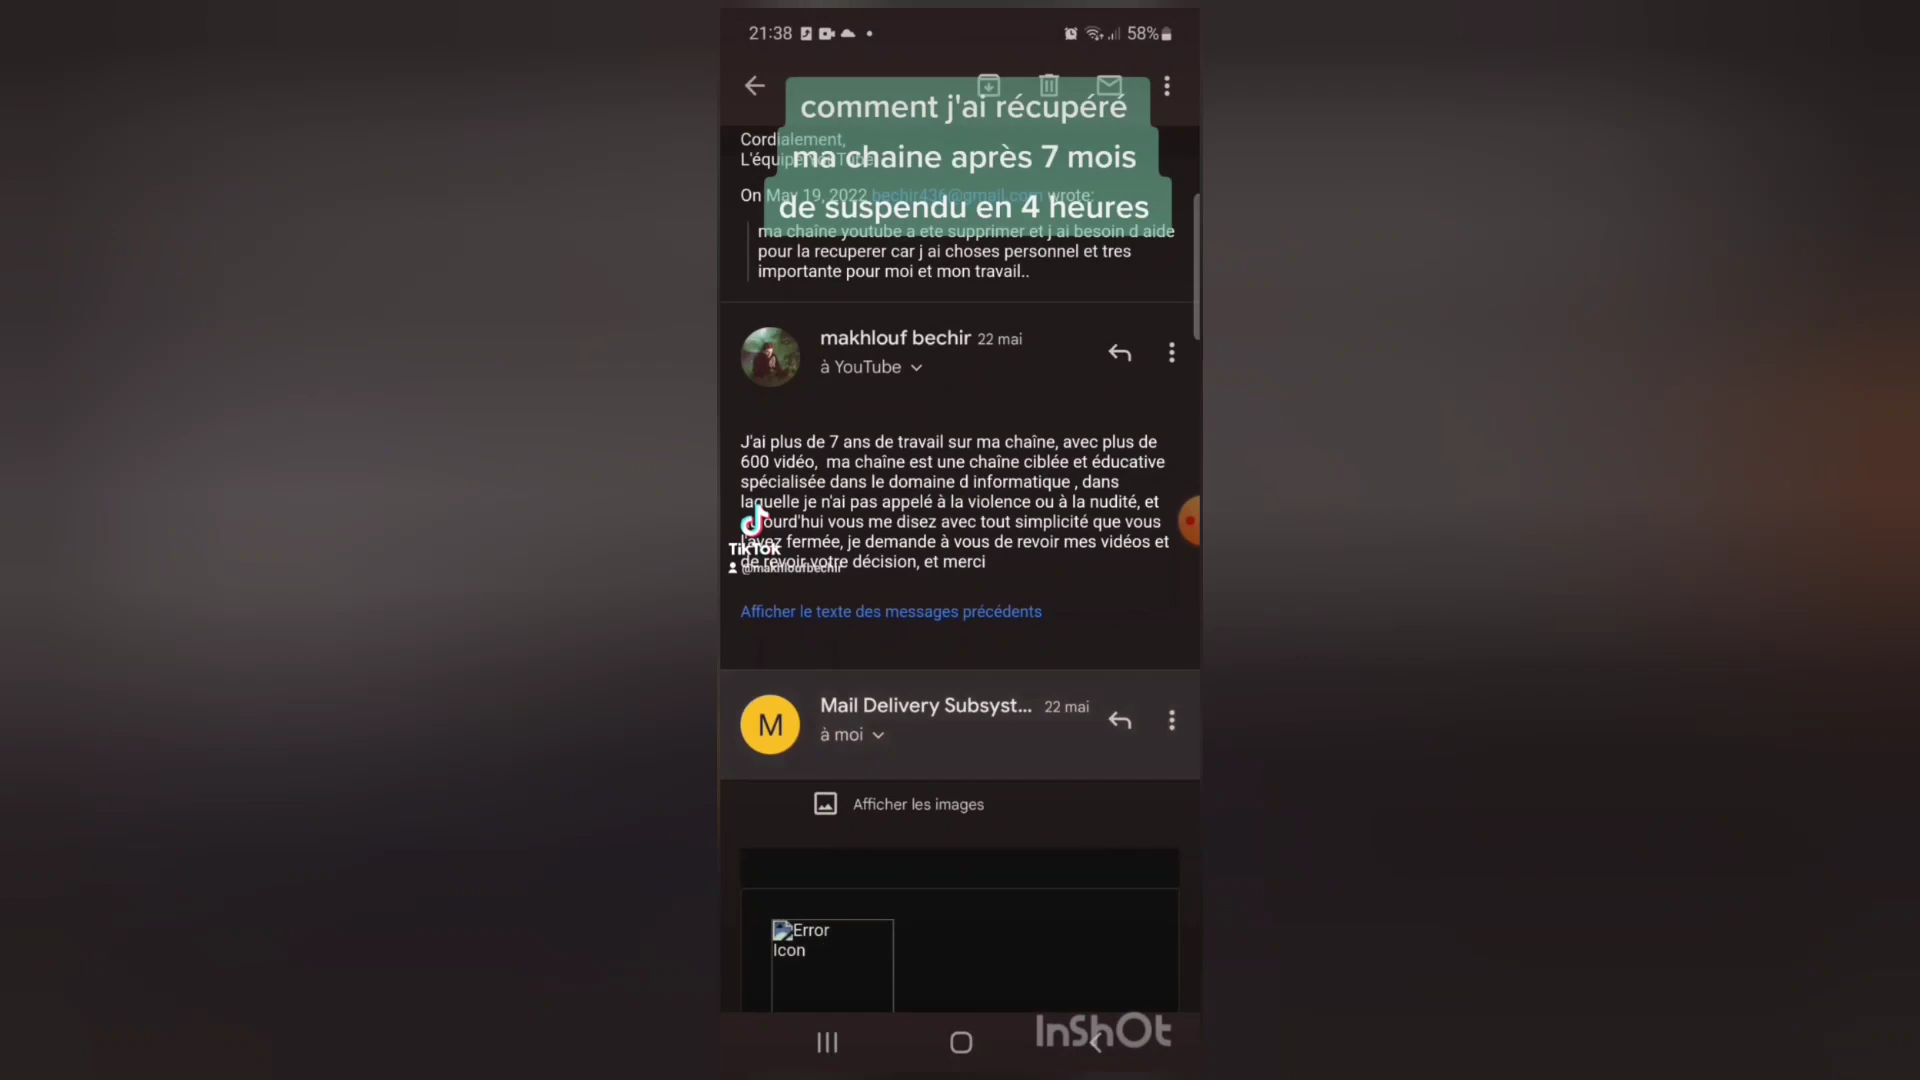 21:38
58%
comment j'ai récupéré
ma chaine après 7 mois
de suspendu en 4 heures
Cordialement,
L'équipe YouTube
On May 19, 2022 bechir436@gmail.com wrote:
ma chaîne youtube a ete supprimer et j ai besoin d aide
pour la recuperer car j ai choses personnel et tres
importante pour moi et mon travail..
makhlouf bechir 22 mai
à YouTube
J'ai plus de 7 ans de travail sur ma chaîne, avec plus de
600 vidéo, ma chaîne est une chaîne ciblée et éducative
spécialisée dans le domaine d informatique , dans
laquelle je n'ai pas appelé à la violence ou à la nudité, et
ourd'hui vous me disez avec tout simplicité que vous
l'avez fermée, je demande à vous de revoir mes vidéos et
de revoir votre décision, et merci
TikTok
@makhloufbechir
Afficher le texte des messages précédents
M
Mail Delivery Subsyst... 22 mai
à moi
Afficher les images
Error
Icon
InShOt